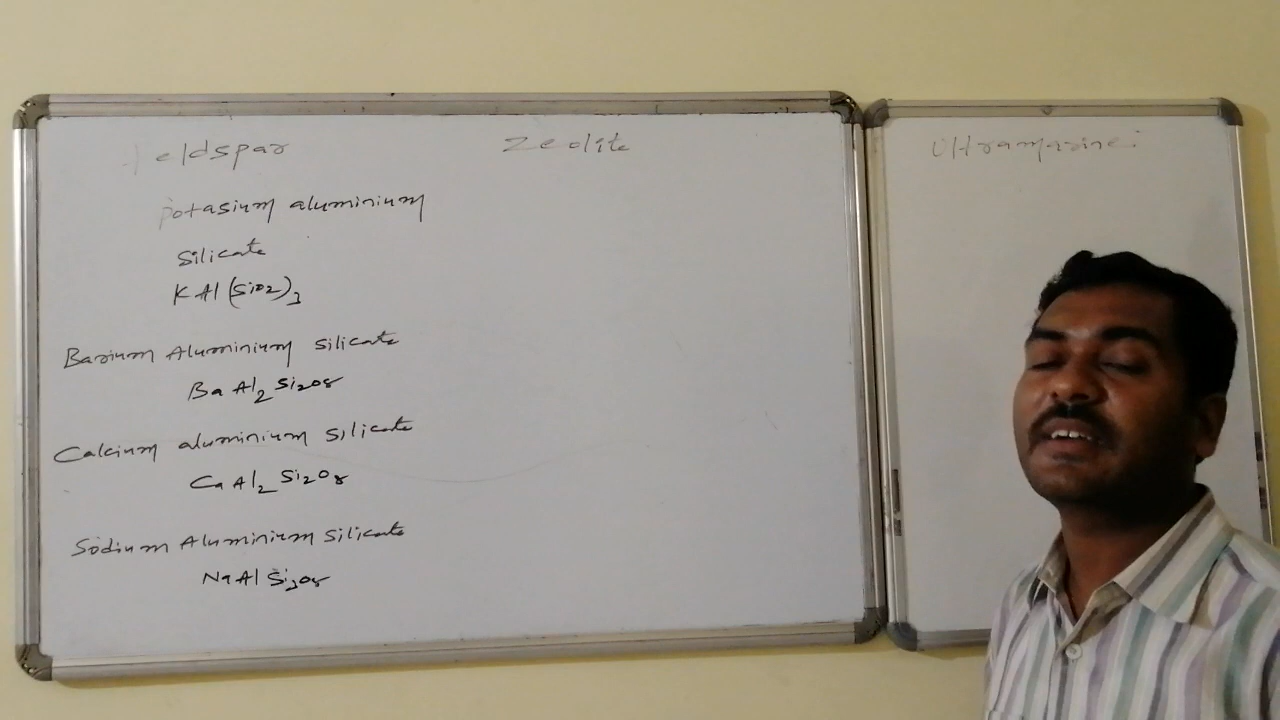 Feldspar
Zeolite
Ultramarine:
potasium aluminium
silicate
KAl(SiO2)3
Barium Aluminium silicate
BaAl2Si2O8
Calcium aluminium silicate
CaAl2Si2O8
Sodium Aluminium silicate
NaAlSi3O8